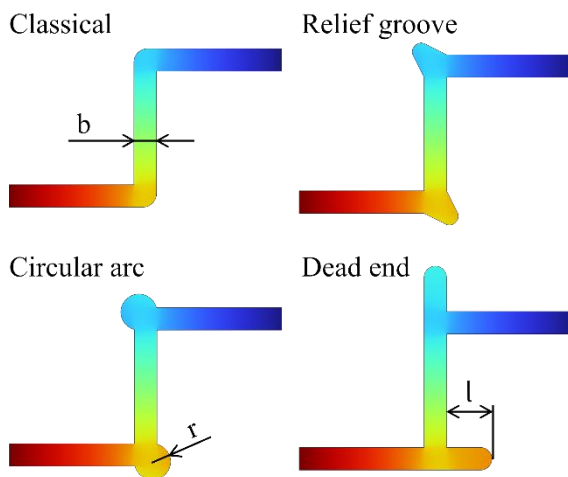 Classical
Relief groove
b
Circular arc
Dead end
l
r